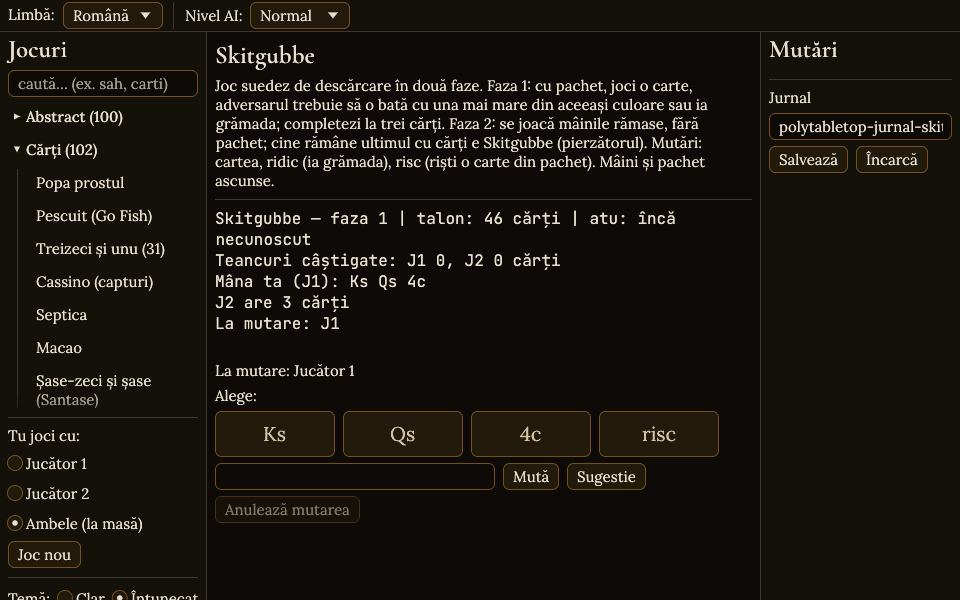 Limbă: Română ▼ Nivel AI: Normal ▼
Jocuri
caută... (ex. sah, carti)
▸ Abstract (100)
▾ Cărți (102)
Popa prostul
Pescuit (Go Fish)
Treizeci și unu (31)
Cassino (capturi)
Septica
Macao
Șase-zeci și șase
(Santase)
Tu joci cu:
Jucător 1
Jucător 2
Ambele (la masă)
Joc nou
Temă: Clar Întunecat
Skitgubbe
Joc suedez de descărcare în două faze. Faza 1: cu pachet, joci o carte,
adversarul trebuie să o bată cu una mai mare din aceeași culoare sau ia
grămada; completezi la trei cărți. Faza 2: se joacă mâinile rămase, fără
pachet; cine rămâne ultimul cu cărți e Skitgubbe (pierzătorul). Mutări:
cartea, ridic (ia grămada), risc (riști o carte din pachet). Mâini și pachet
ascunse.
Skitgubbe — faza 1 | talon: 46 cărți | atu: încă
necunoscut
Teancuri câștigate: J1 0, J2 0 cărți
Mâna ta (J1): Ks Qs 4c
J2 are 3 cărți
La mutare: J1
La mutare: Jucător 1
Alege:
Ks Qs 4c risc
Mută Sugestie
Anulează mutarea
Mutări
Jurnal
polytabletop-jurnal-skit
Salvează Încarcă